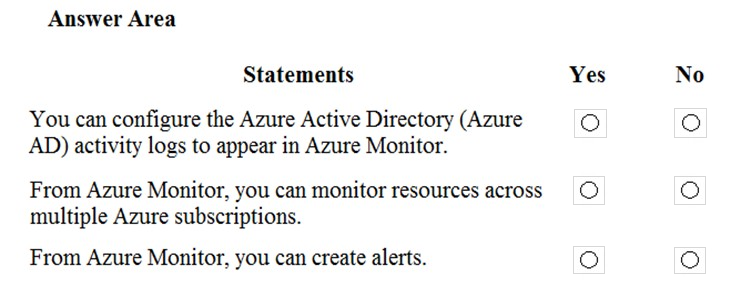 Answer Area
Statements Yes No
You can configure the Azure Active Directory (Azure
AD) activity logs to appear in Azure Monitor.
From Azure Monitor, you can monitor resources across
multiple Azure subscriptions.
From Azure Monitor, you can create alerts.